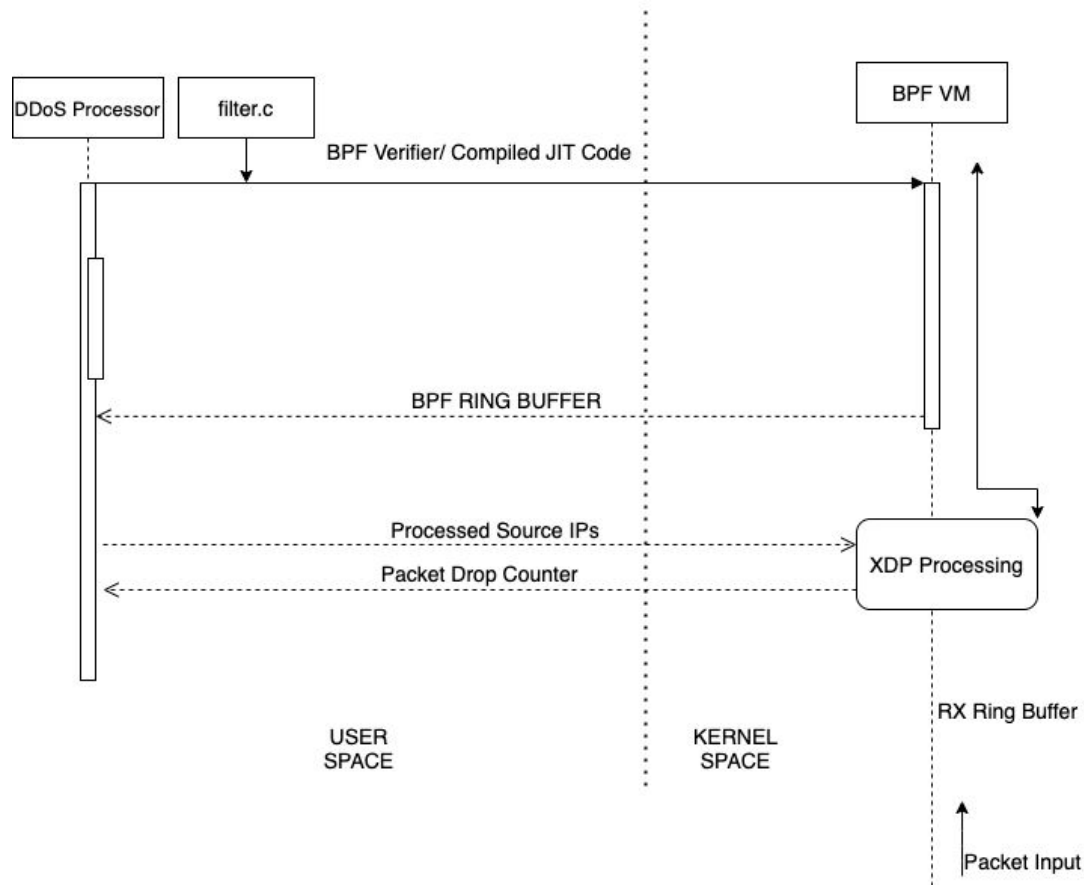 DDoS Processor
filter.c
BPF VM
BPF Verifier/ Compiled JIT Code
BPF RING BUFFER
Processed Source IPs
XDP Processing
Packet Drop Counter
RX Ring Buffer
USER
SPACE
KERNEL
SPACE
Packet Input